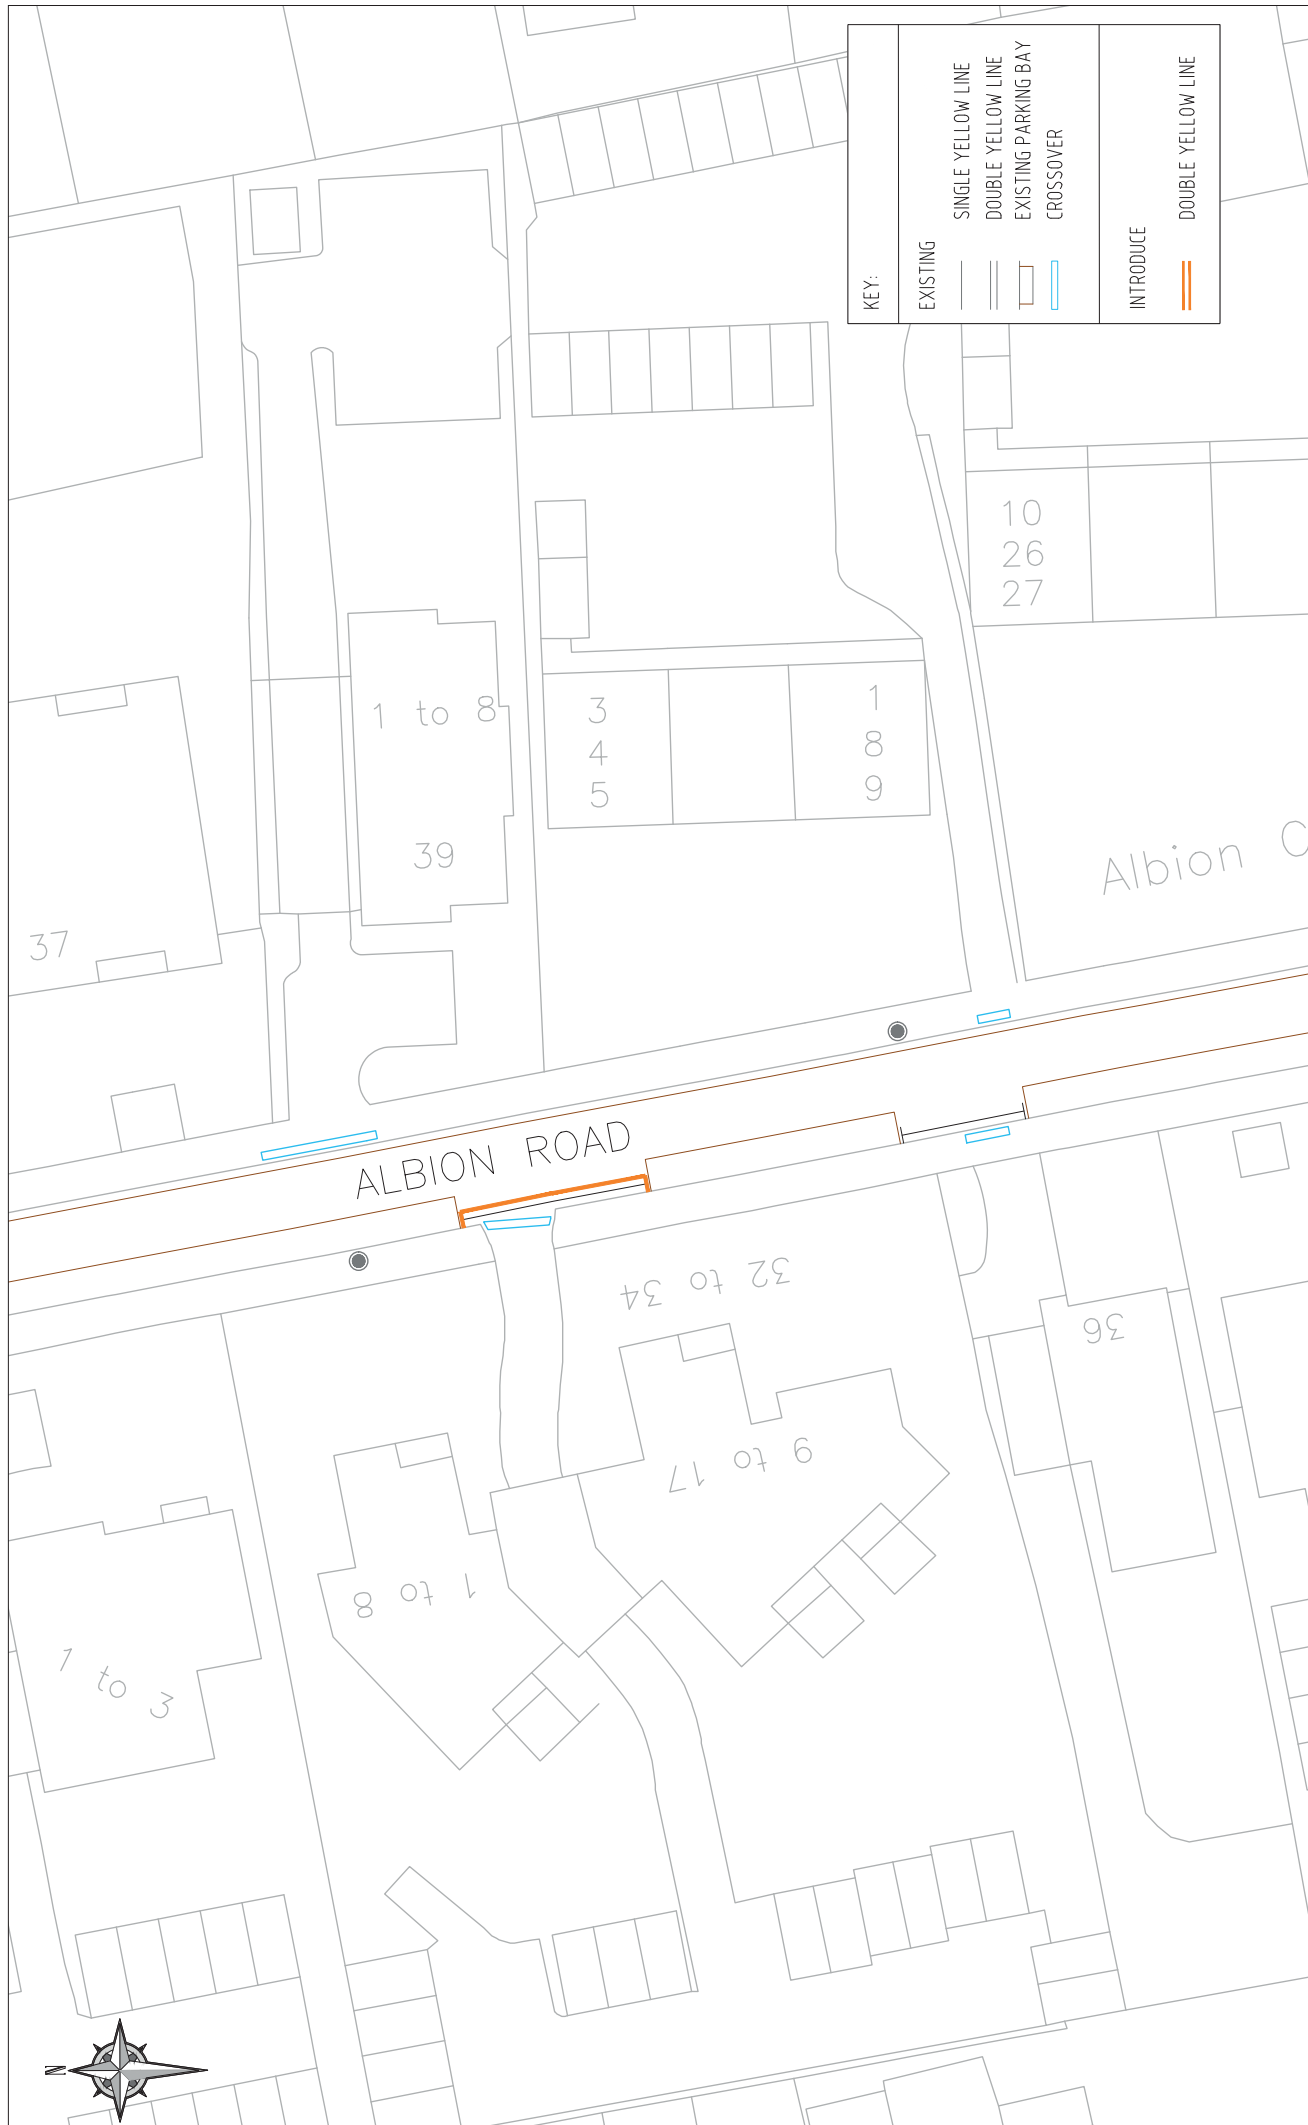 KEY:
EXISTING
SINGLE YELLOW LINE
DOUBLE YELLOW LINE
EXISTING PARKING BAY
CROSSOVER
INTRODUCE
DOUBLE YELLOW LINE
10
26
27
1 to 8
39
3
4
5
1
8
9
Albion C
37
ALBION ROAD
32 to 34
36
9 to 17
1 to 8
1 to 3
N